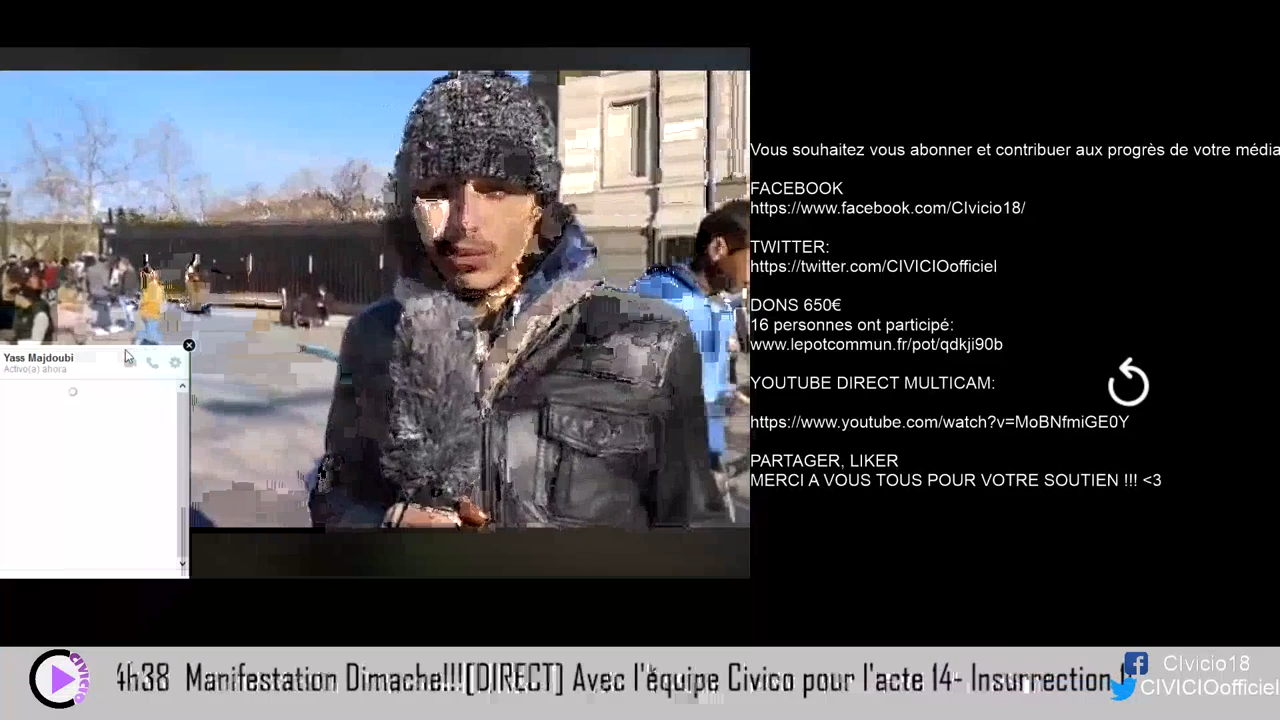 Vous souhaitez vous abonner et contribuer aux progrès de votre média
FACEBOOK
https://www.facebook.com/CIvicio18/
TWITTER:
https://twitter.com/CIVICIOofficiel
DONS 650€
16 personnes ont participé:
www.lepotcommun.fr/pot/qdkji90b
YOUTUBE DIRECT MULTICAM:
https://www.youtube.com/watch?v=MoBNfmiGE0Y
PARTAGER, LIKER
MERCI A VOUS TOUS POUR VOTRE SOUTIEN !!! <3
Yass Majdoubi
Activo(a) ahora
CIVICIO
4h38 Manifestation Dimache!!![DIRECT] Avec l'équipe Civicio pour l'acte 14- Insurrection
CIvicio18
CIVICIOofficiel